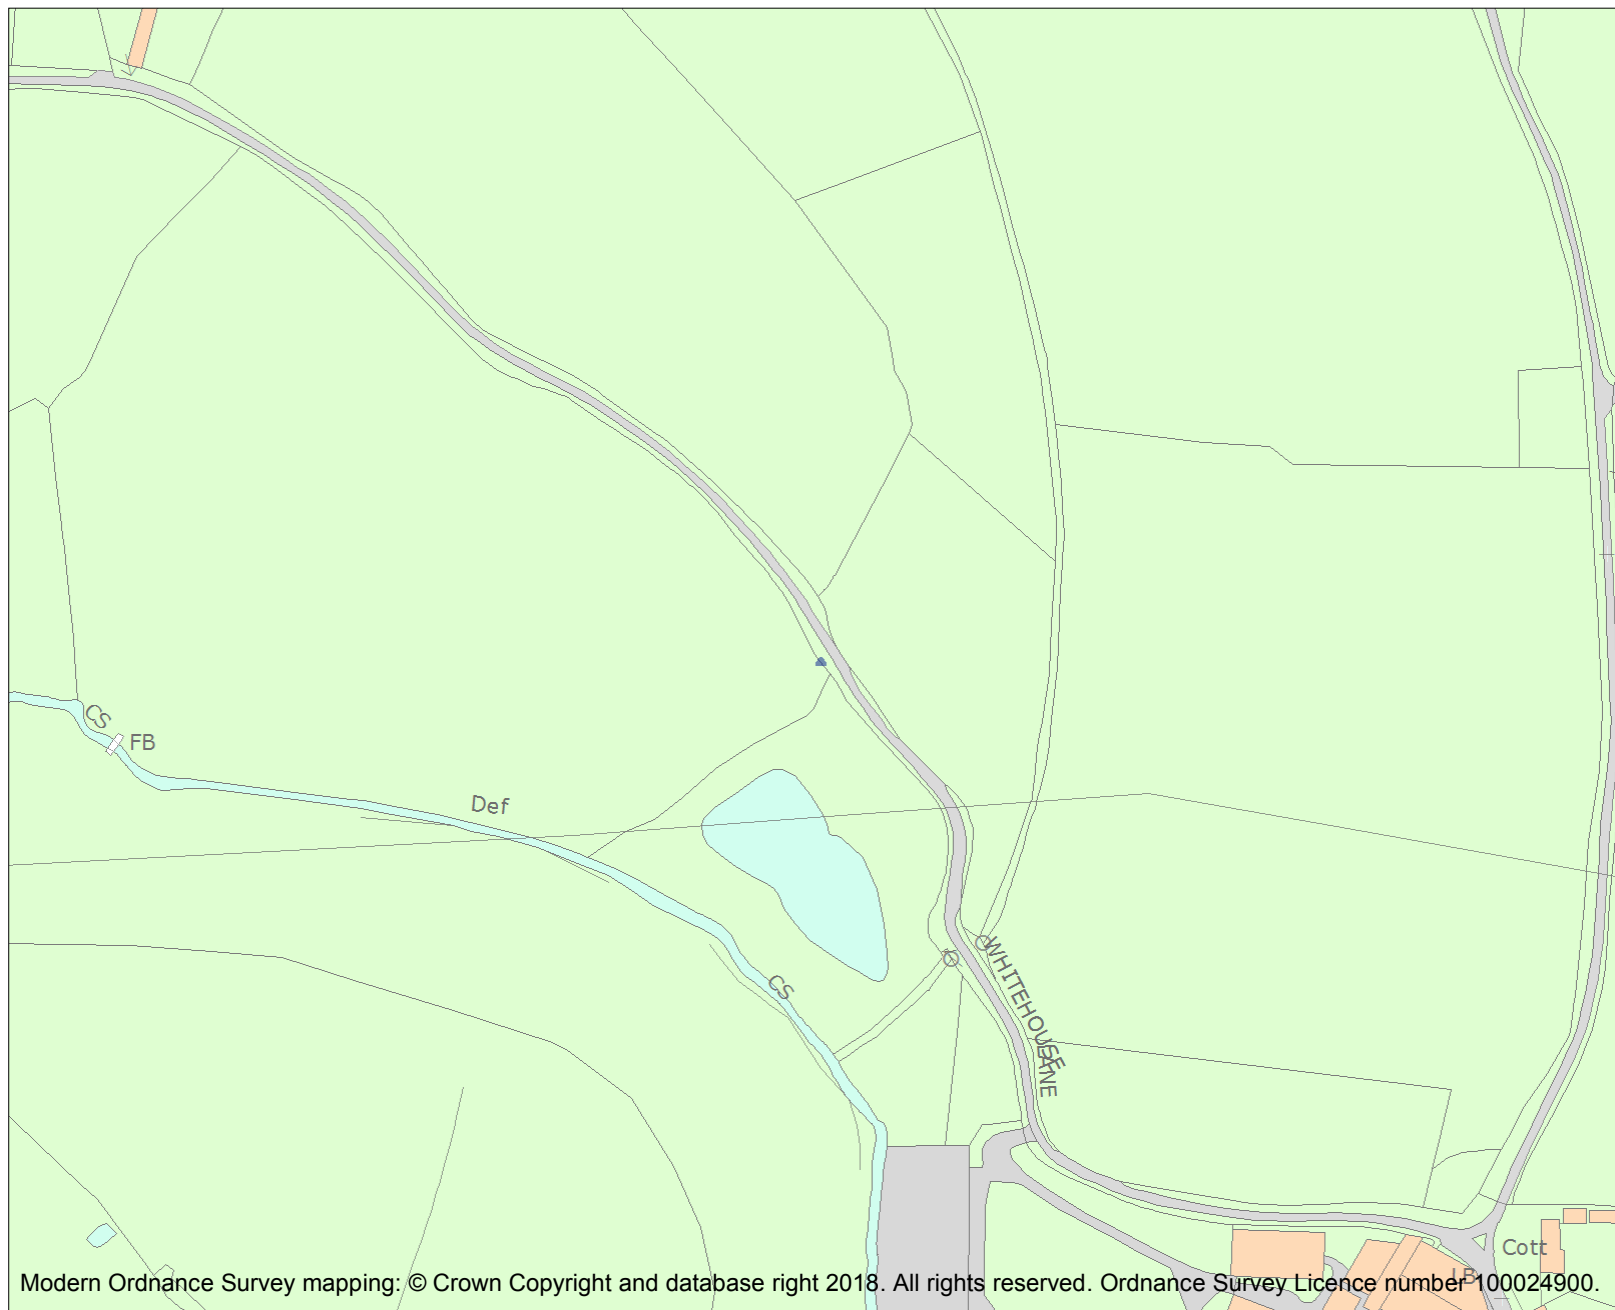 CS
FB
Def
CS
WHITEHOUSE
LANE
Cott
LB
Modern Ordnance Survey mapping: © Crown Copyright and database right 2018. All rights reserved. Ordnance Survey Licence number 100024900.